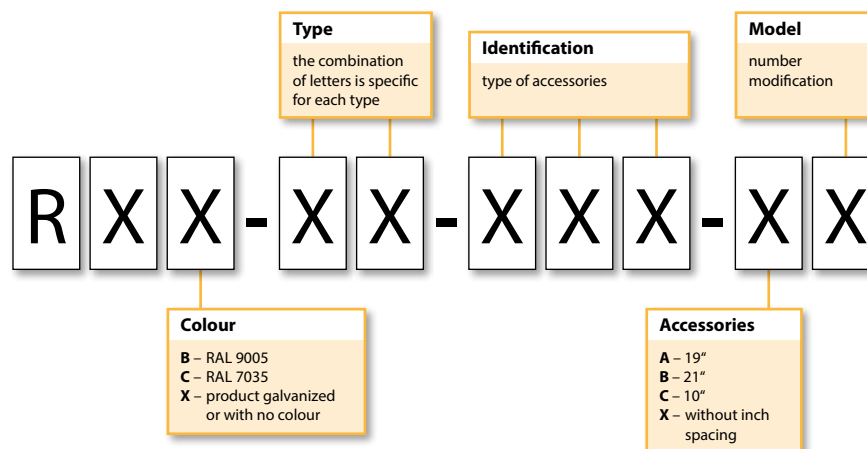 Type
the combination
of letters is specific
for each type
Identification
type of accessories
Model
number
modification
R X X - X X - X X X - X X
Colour
B – RAL 9005
C – RAL 7035
X – product galvanized
or with no colour
Accessories
A – 19“
B – 21“
C – 10“
X – without inch
spacing